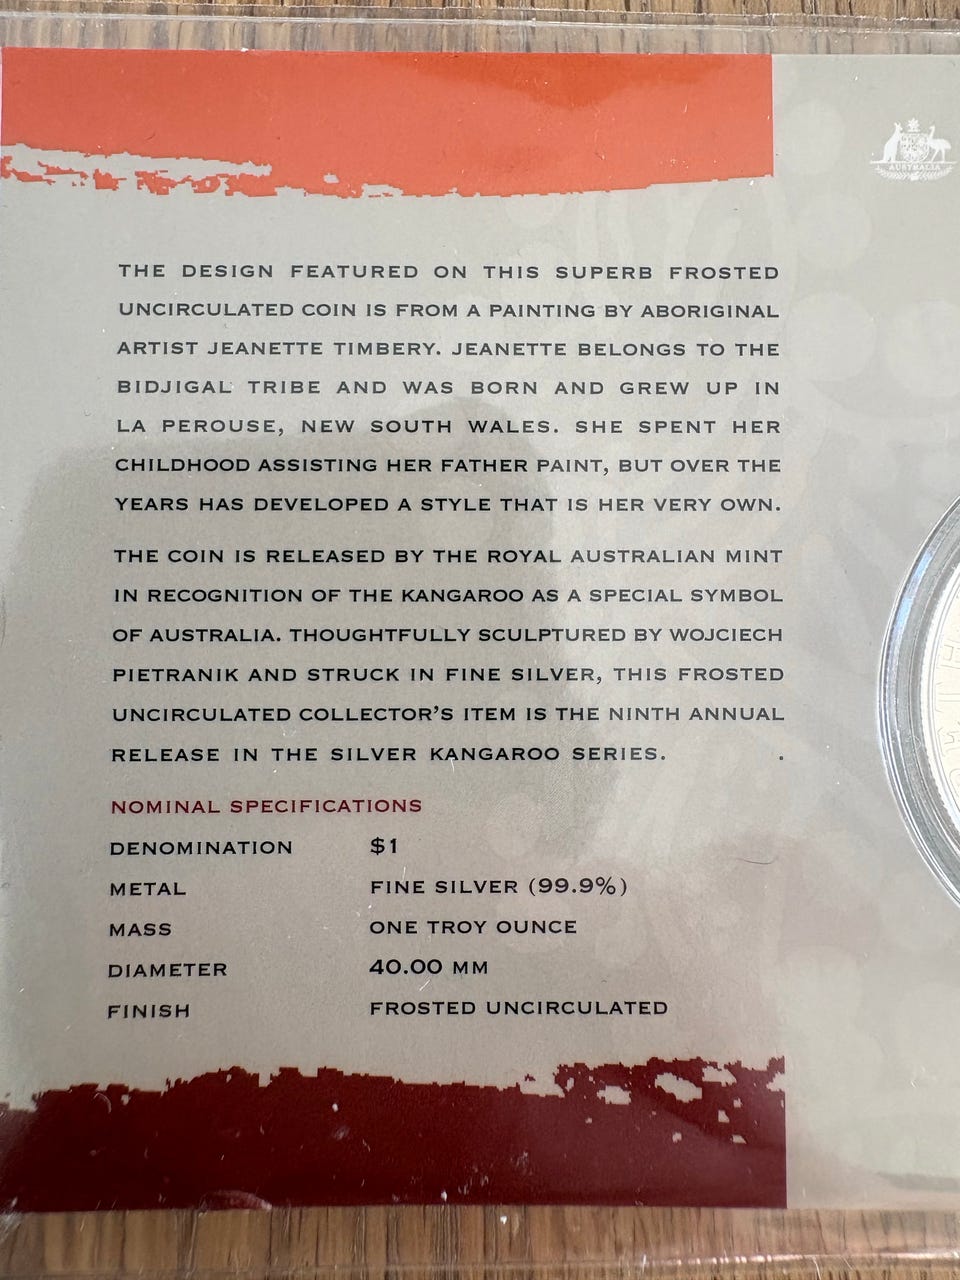 AUSTRALIA
THE DESIGN FEATURED ON THIS SUPERB FROSTED
UNCIRCULATED COIN IS FROM A PAINTING BY ABORIGINAL
ARTIST JEANETTE TIMBERY. JEANETTE BELONGS TO THE
BIDJIGAL TRIBE AND WAS BORN AND GREW UP IN
LA PEROUSE, NEW SOUTH WALES. SHE SPENT HER
CHILDHOOD ASSISTING HER FATHER PAINT, BUT OVER THE
YEARS HAS DEVELOPED A STYLE THAT IS HER VERY OWN.
THE COIN IS RELEASED BY THE ROYAL AUSTRALIAN MINT
IN RECOGNITION OF THE KANGAROO AS A SPECIAL SYMBOL
OF AUSTRALIA. THOUGHTFULLY SCULPTURED BY WOJCIECH
PIETRANIK AND STRUCK IN FINE SILVER, THIS FROSTED
UNCIRCULATED COLLECTOR'S ITEM IS THE NINTH ANNUAL
RELEASE IN THE SILVER KANGAROO SERIES. .
NOMINAL SPECIFICATIONS
DENOMINATION $1
METAL FINE SILVER (99.9%)
MASS ONE TROY OUNCE
DIAMETER 40.00 MM
FINISH FROSTED UNCIRCULATED